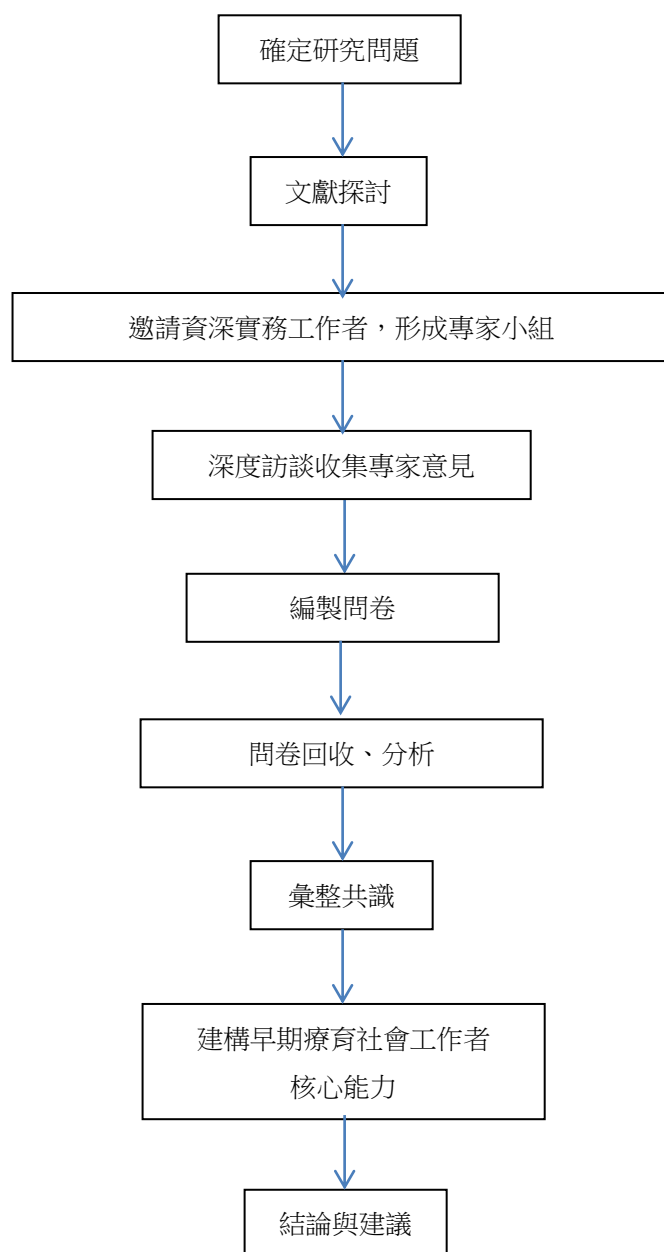 確定研究問題
文獻探討
邀請資深實務工作者，形成專家小組
深度訪談收集專家意見
編製問卷
問卷回收、分析
彙整共識
建構早期療育社會工作者
核心能力
結論與建議